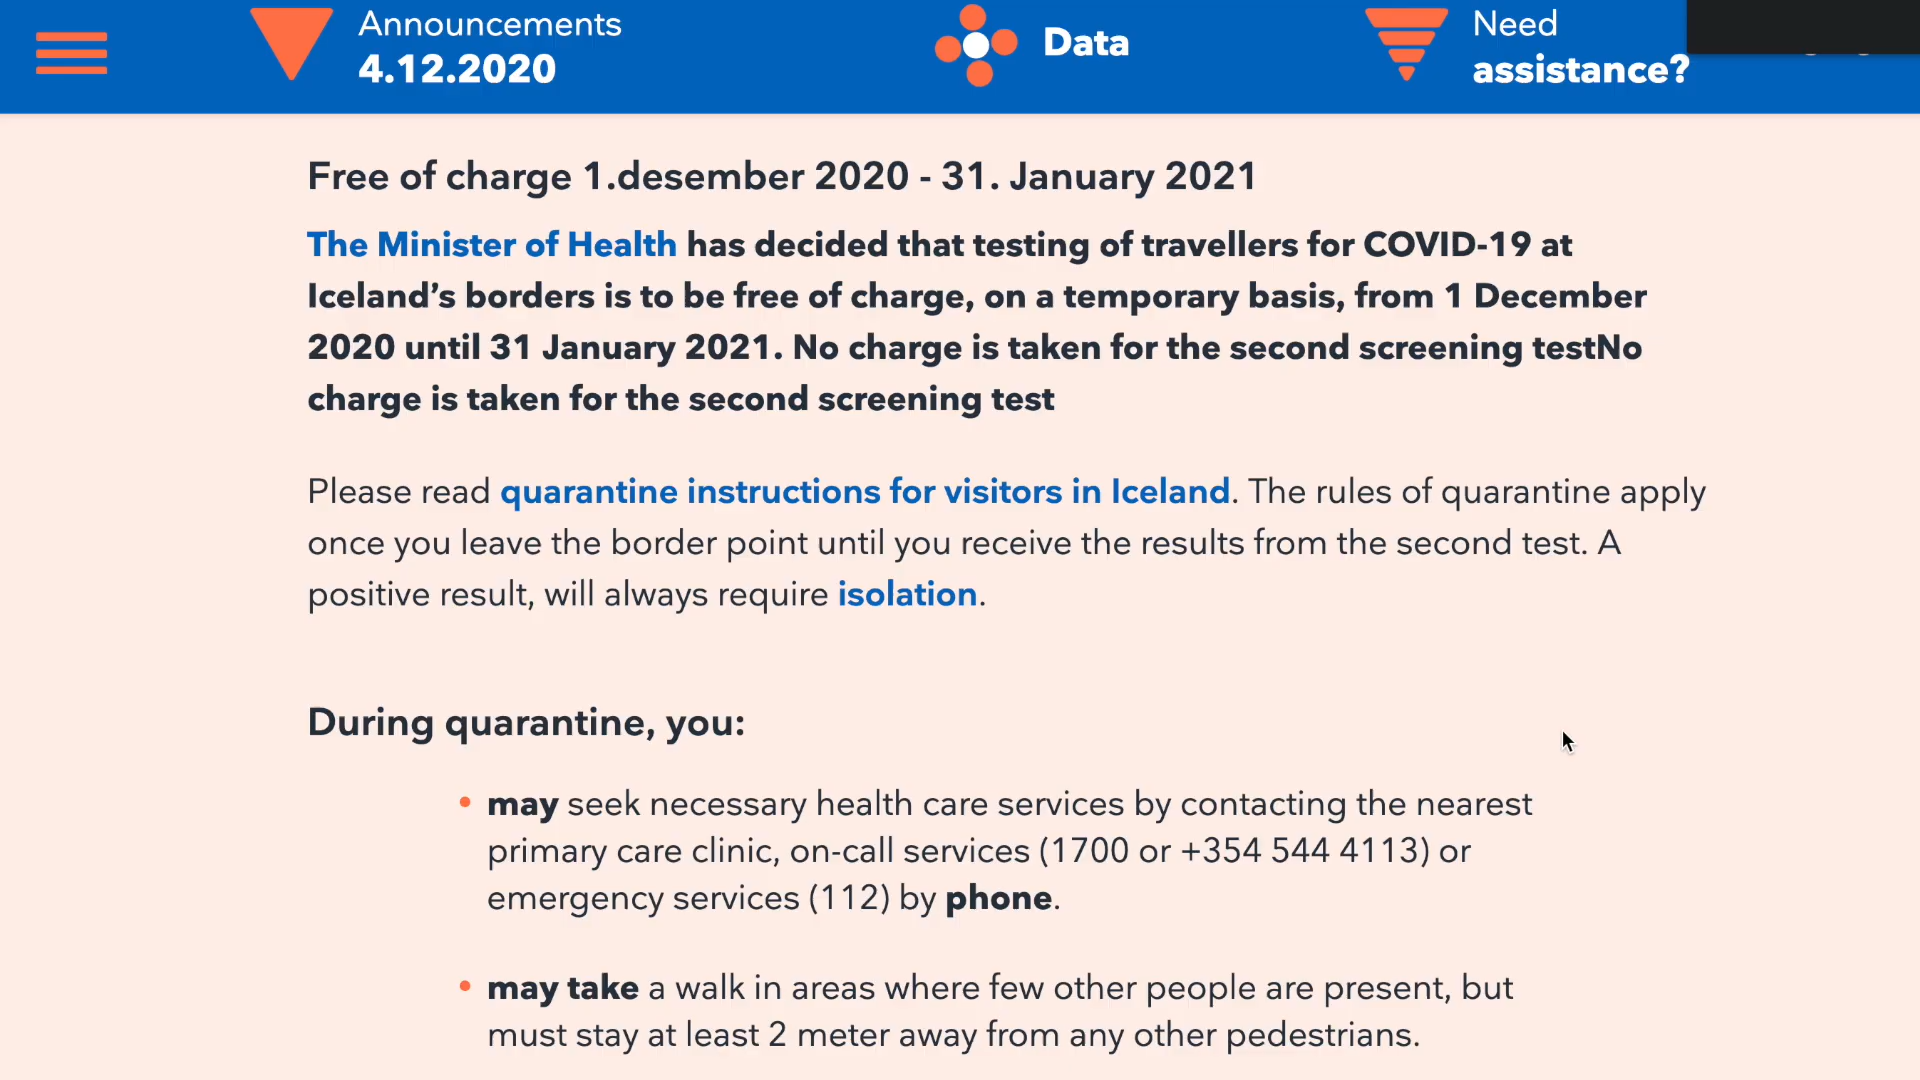 Announcements
4.12.2020
Data
Need
assistance?
Free of charge 1.desember 2020 - 31. January 2021
The Minister of Health has decided that testing of travellers for COVID-19 at
Iceland’s borders is to be free of charge, on a temporary basis, from 1 December
2020 until 31 January 2021. No charge is taken for the second screening testNo
charge is taken for the second screening test
Please read quarantine instructions for visitors in Iceland. The rules of quarantine apply
once you leave the border point until you receive the results from the second test. A
positive result, will always require isolation.
During quarantine, you:
• may seek necessary health care services by contacting the nearest
primary care clinic, on-call services (1700 or +354 544 4113) or
emergency services (112) by phone.
• may take a walk in areas where few other people are present, but
must stay at least 2 meter away from any other pedestrians.